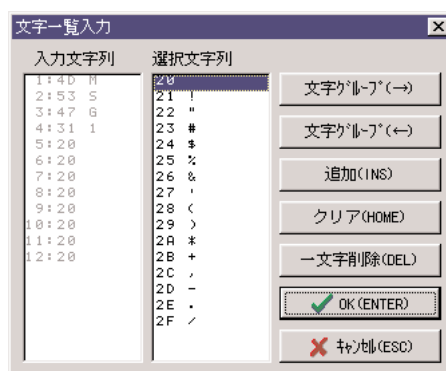 文字一覧入力
入力文字列
1:4D M
2:53 S
3:47 G
4:31 1
5:20
6:20
7:20
8:20
9:20
10:20
11:20
12:20
選択文字列
20
21 !
22 "
23 #
24 $
25 %
26 &
27 '
28 (
29 )
2A *
2B +
2C ,
2D -
2E .
2F /
文字ｸﾞﾙｰﾌﾟ(→)
文字ｸﾞﾙｰﾌﾟ(←)
追加(INS)
クリア(HOME)
一文字削除(DEL)
OK(ENTER)
ｷｬﾝｾﾙ(ESC)